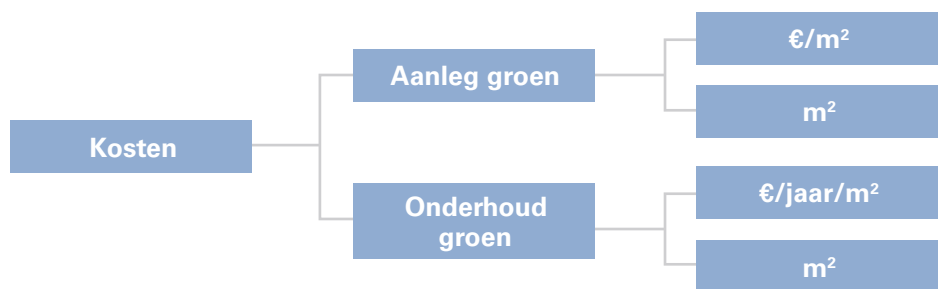 Kosten
Aanleg groen
€/m²
m²
Onderhoud
groen
€/jaar/m²
m²